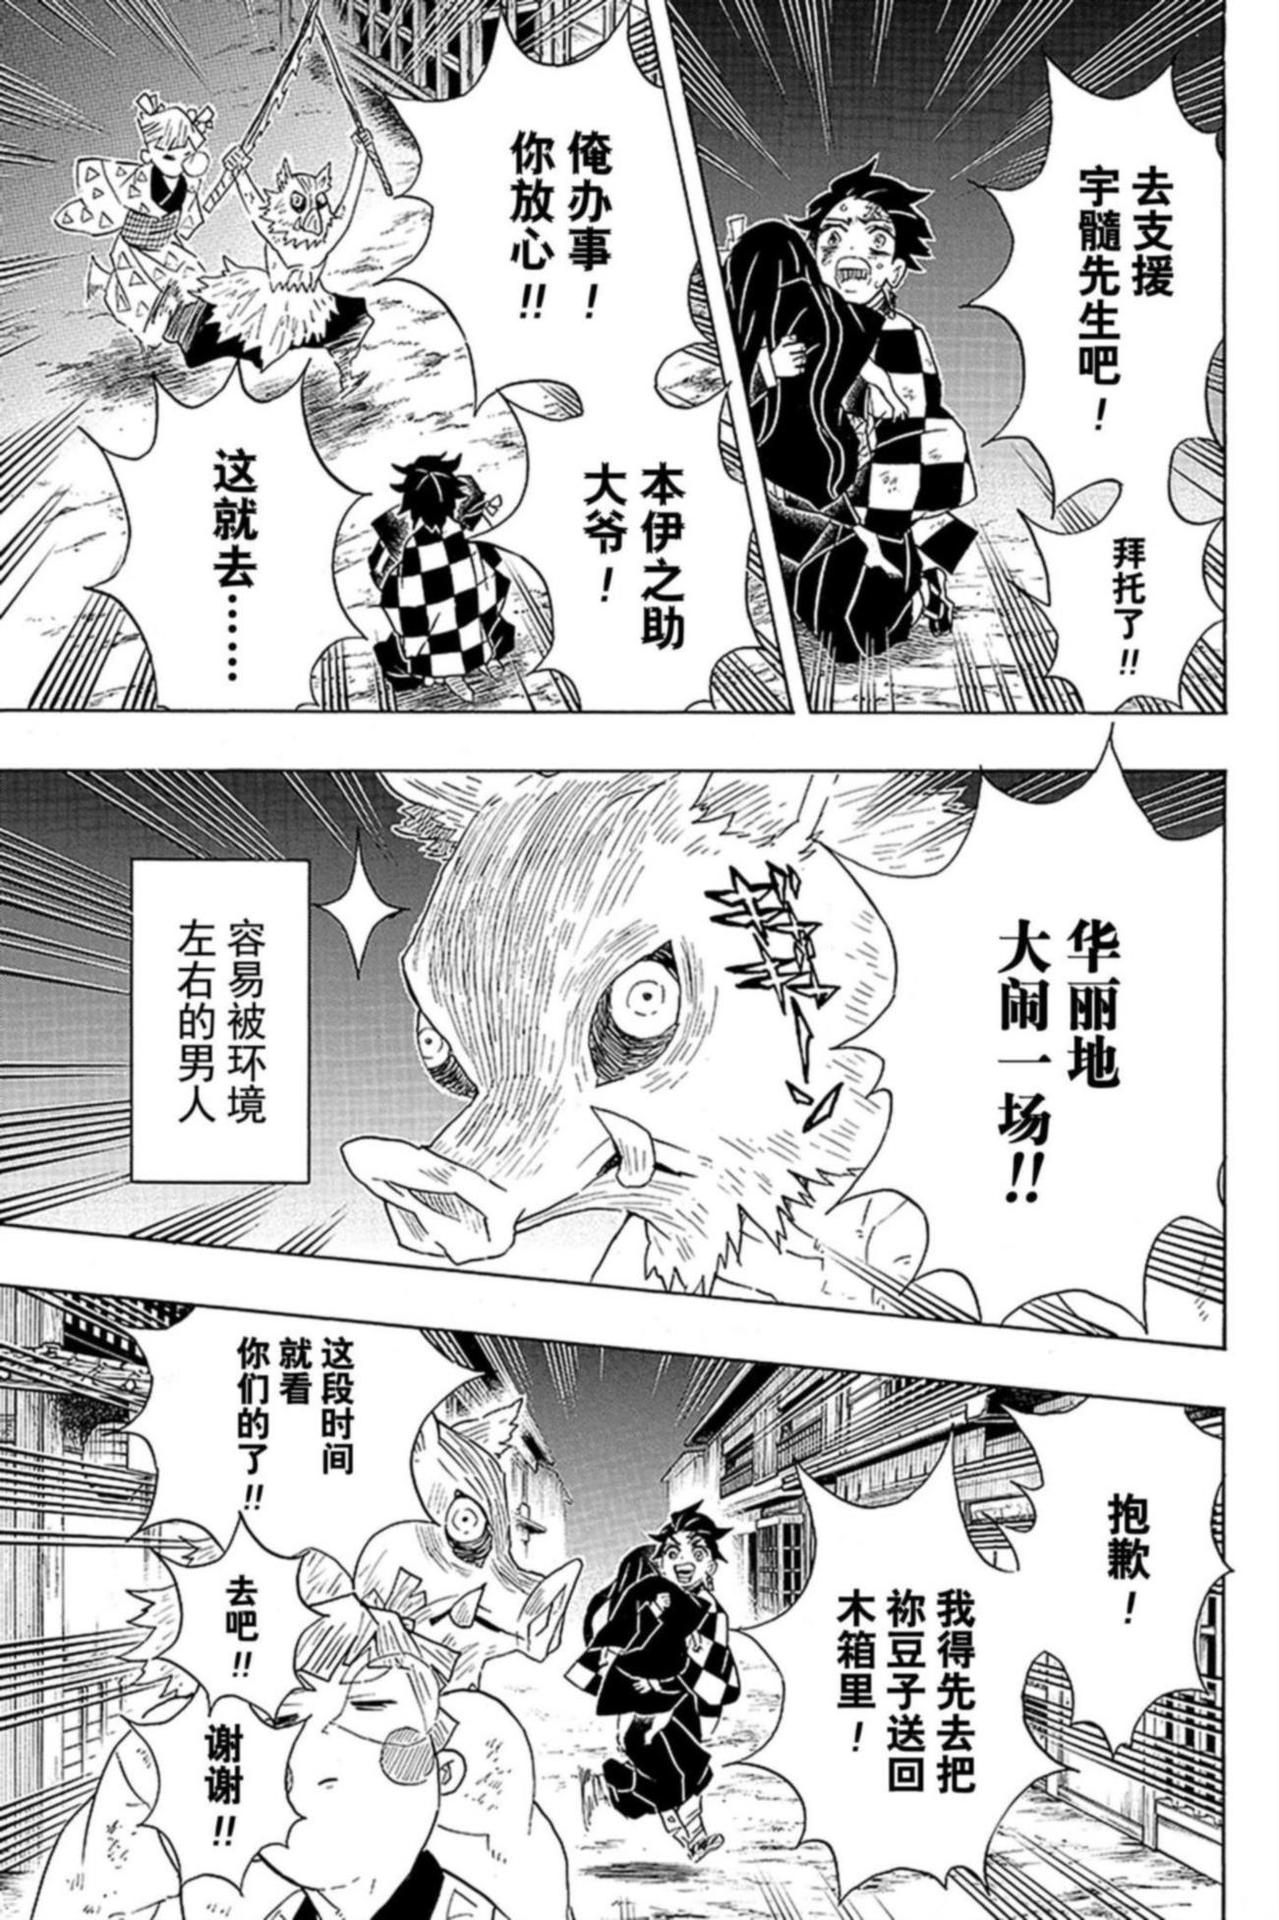 去支援
宇髓先生吧！
拜托了！！
俺办事！
你放心！！
本伊之助
大爷！
这就去……
华丽地
大闹一场！！
容易被环境
左右的男人
抱歉！
我得先去把
祢豆子送回
木箱里！
这段时间
就看
你们的了！！
去吧！！
谢谢！！